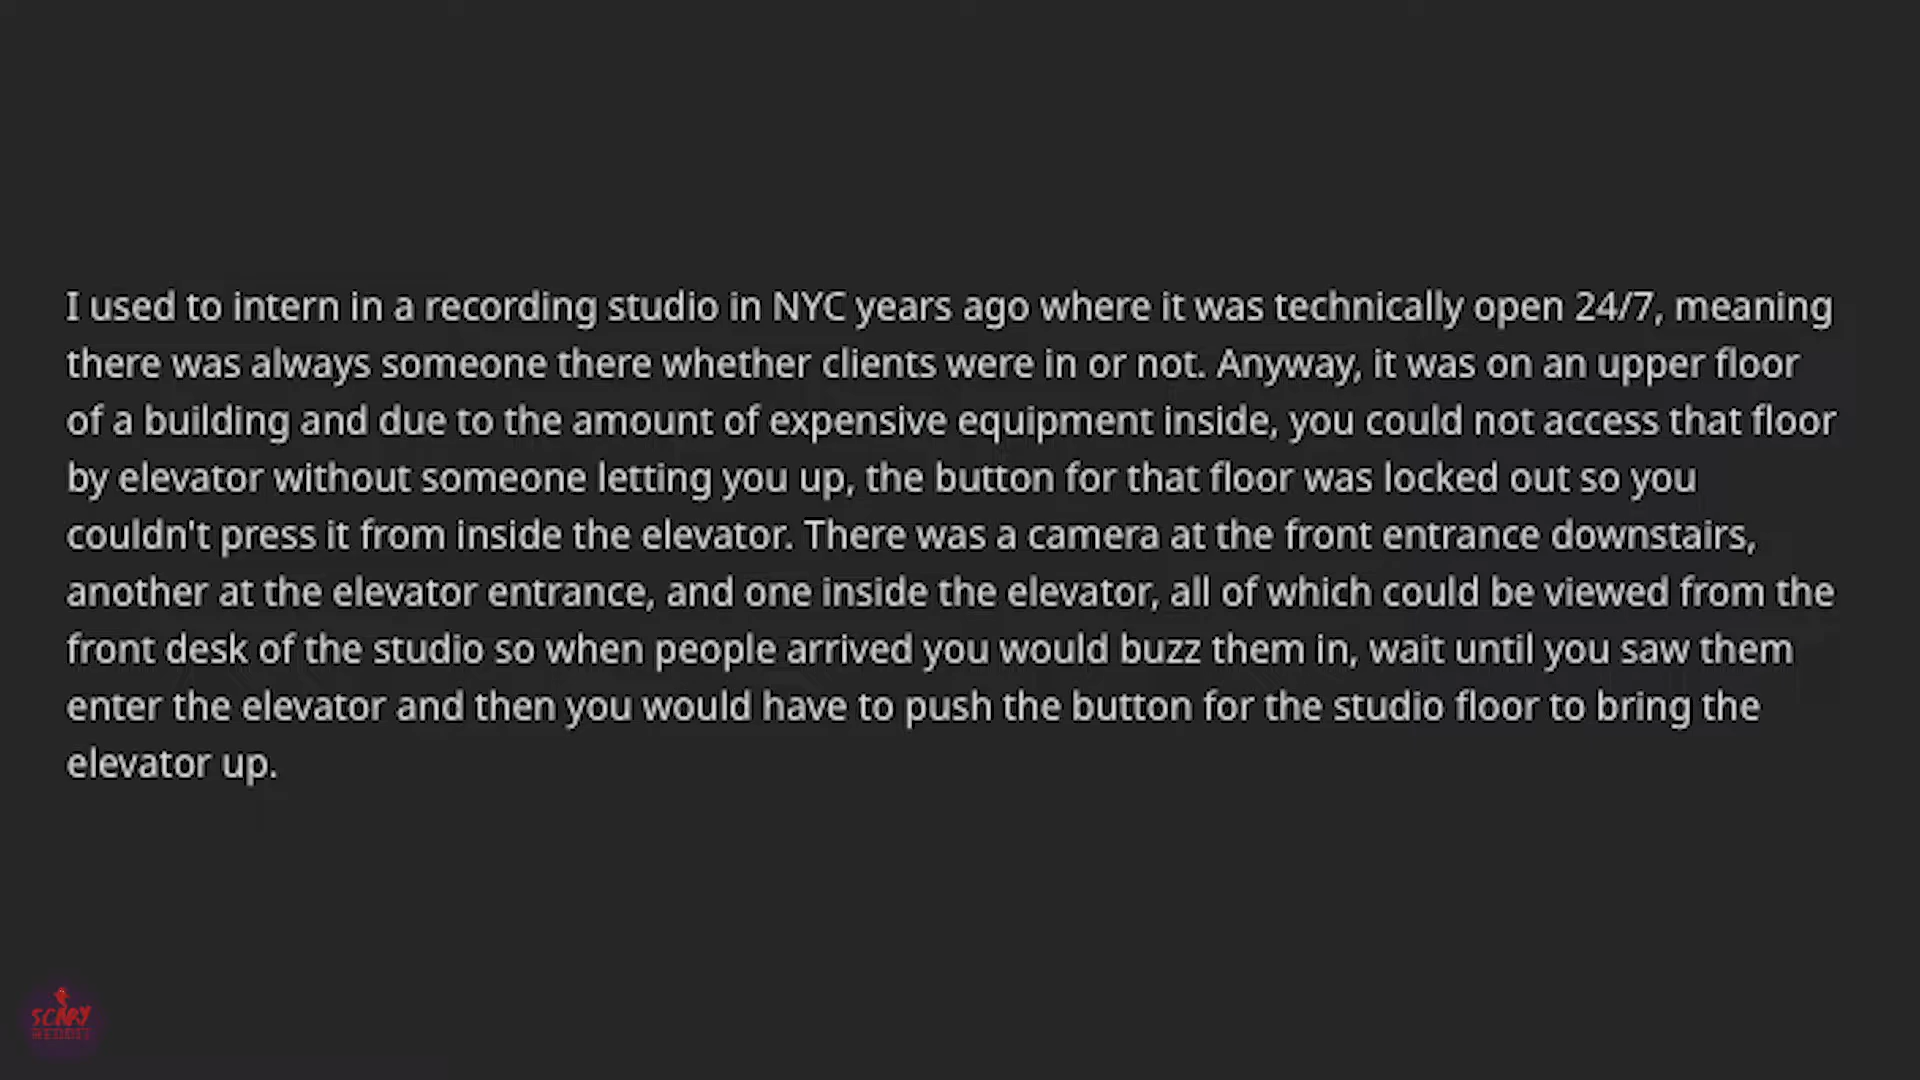 I used to intern in a recording studio in NYC years ago where it was technically open 24/7, meaning
there was always someone there whether clients were in or not. Anyway, it was on an upper floor
of a building and due to the amount of expensive equipment inside, you could not access that floor
by elevator without someone letting you up, the button for that floor was locked out so you
couldn't press it from inside the elevator. There was a camera at the front entrance downstairs,
another at the elevator entrance, and one inside the elevator, all of which could be viewed from the
front desk of the studio so when people arrived you would buzz them in, wait until you saw them
enter the elevator and then you would have to push the button for the studio floor to bring the
elevator up.
SCARY